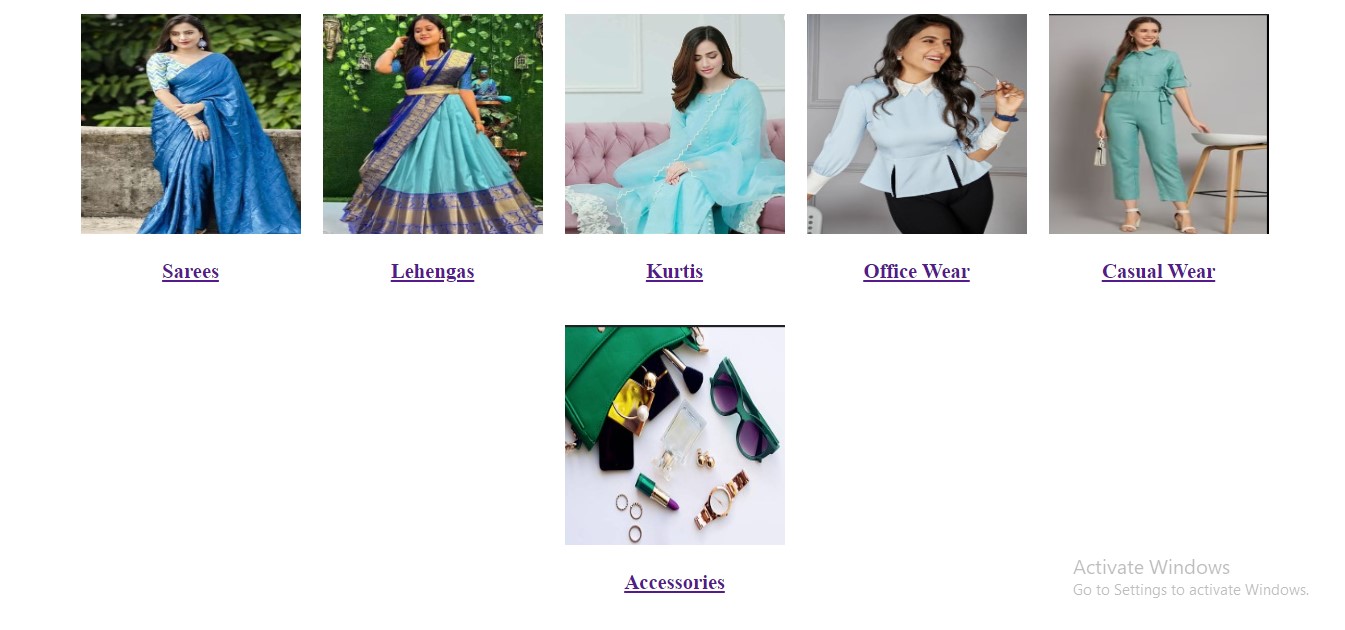 Sarees
Lehengas
Kurtis
Office Wear
Casual Wear
Accessories
Activate Windows
Go to Settings to activate Windows.